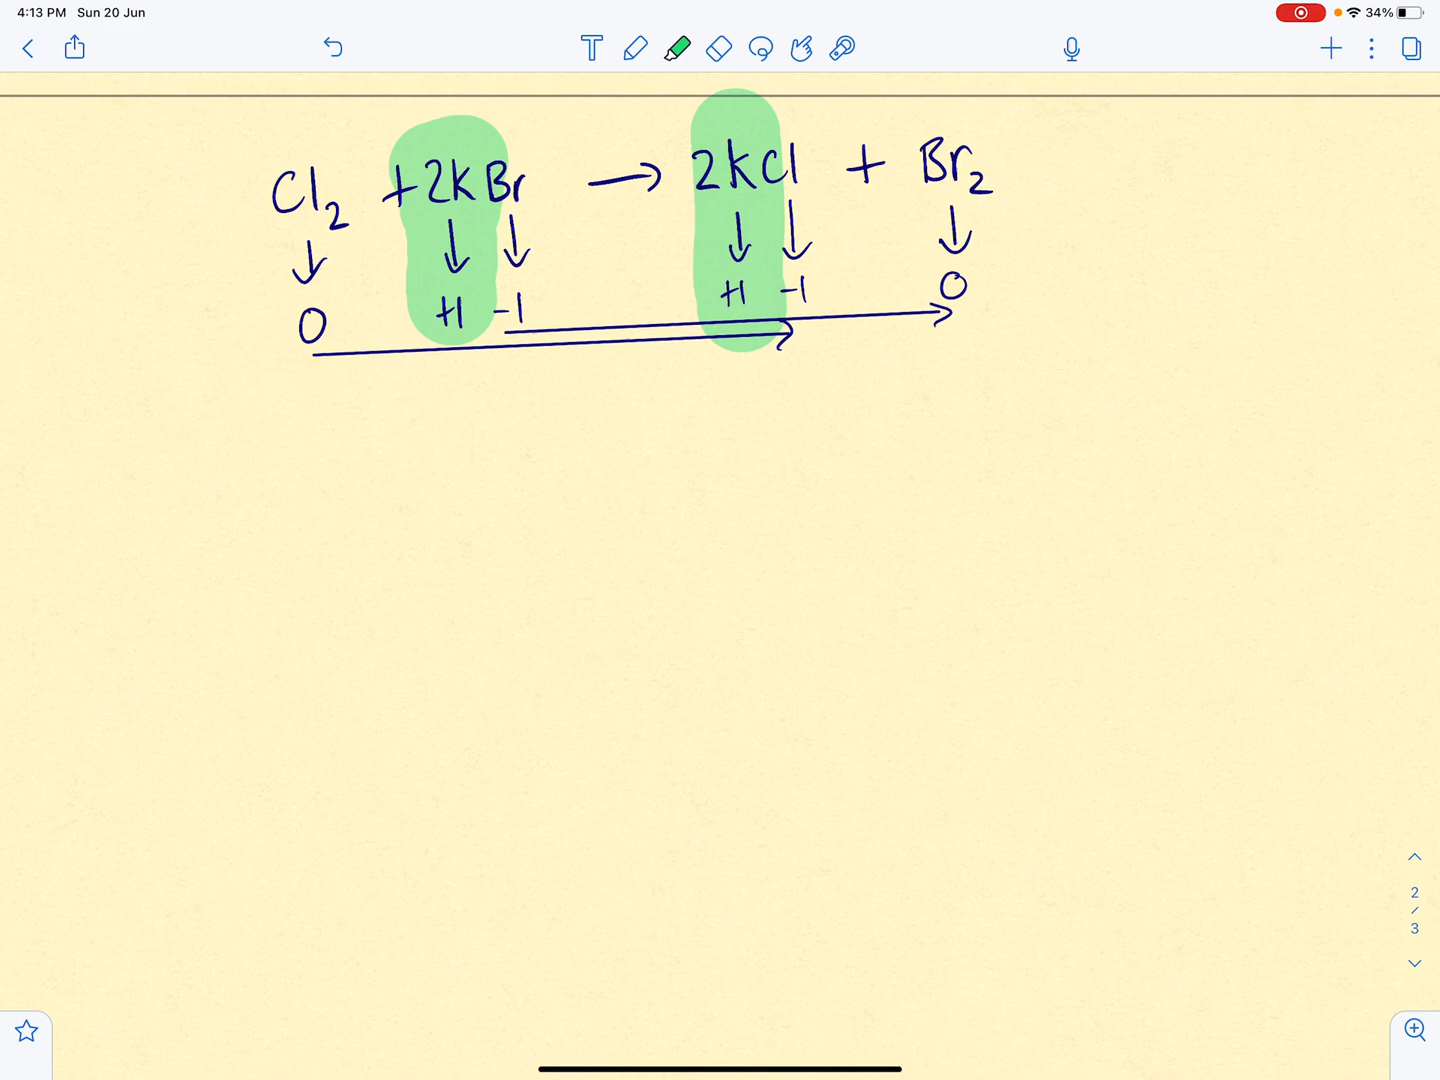 4:13 PM Sun 20 Jun 34%
T
Cl₂ + 2KBr → 2KCl + Br₂
↓ ↓ ↓ ↓ ↓ ↓
0 +1 -1 +1 -1 0
2
/
3